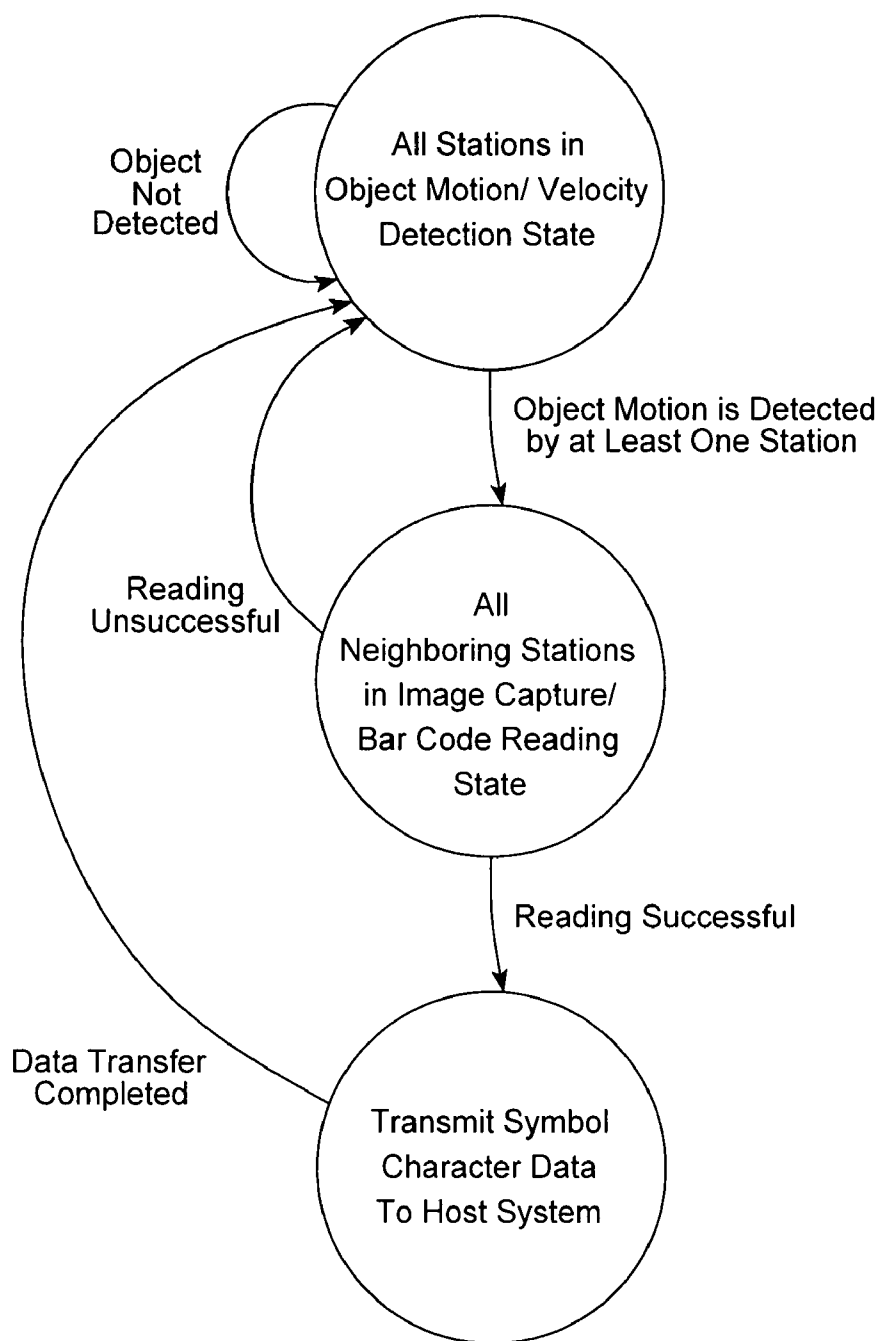 All Stations in
Object Motion/ Velocity
Detection State
Object
Not
Detected
Object Motion is Detected
by at Least One Station
Reading
Unsuccessful
All
Neighboring Stations
in Image Capture/
Bar Code Reading
State
Reading Successful
Data Transfer
Completed
Transmit Symbol
Character Data
To Host System